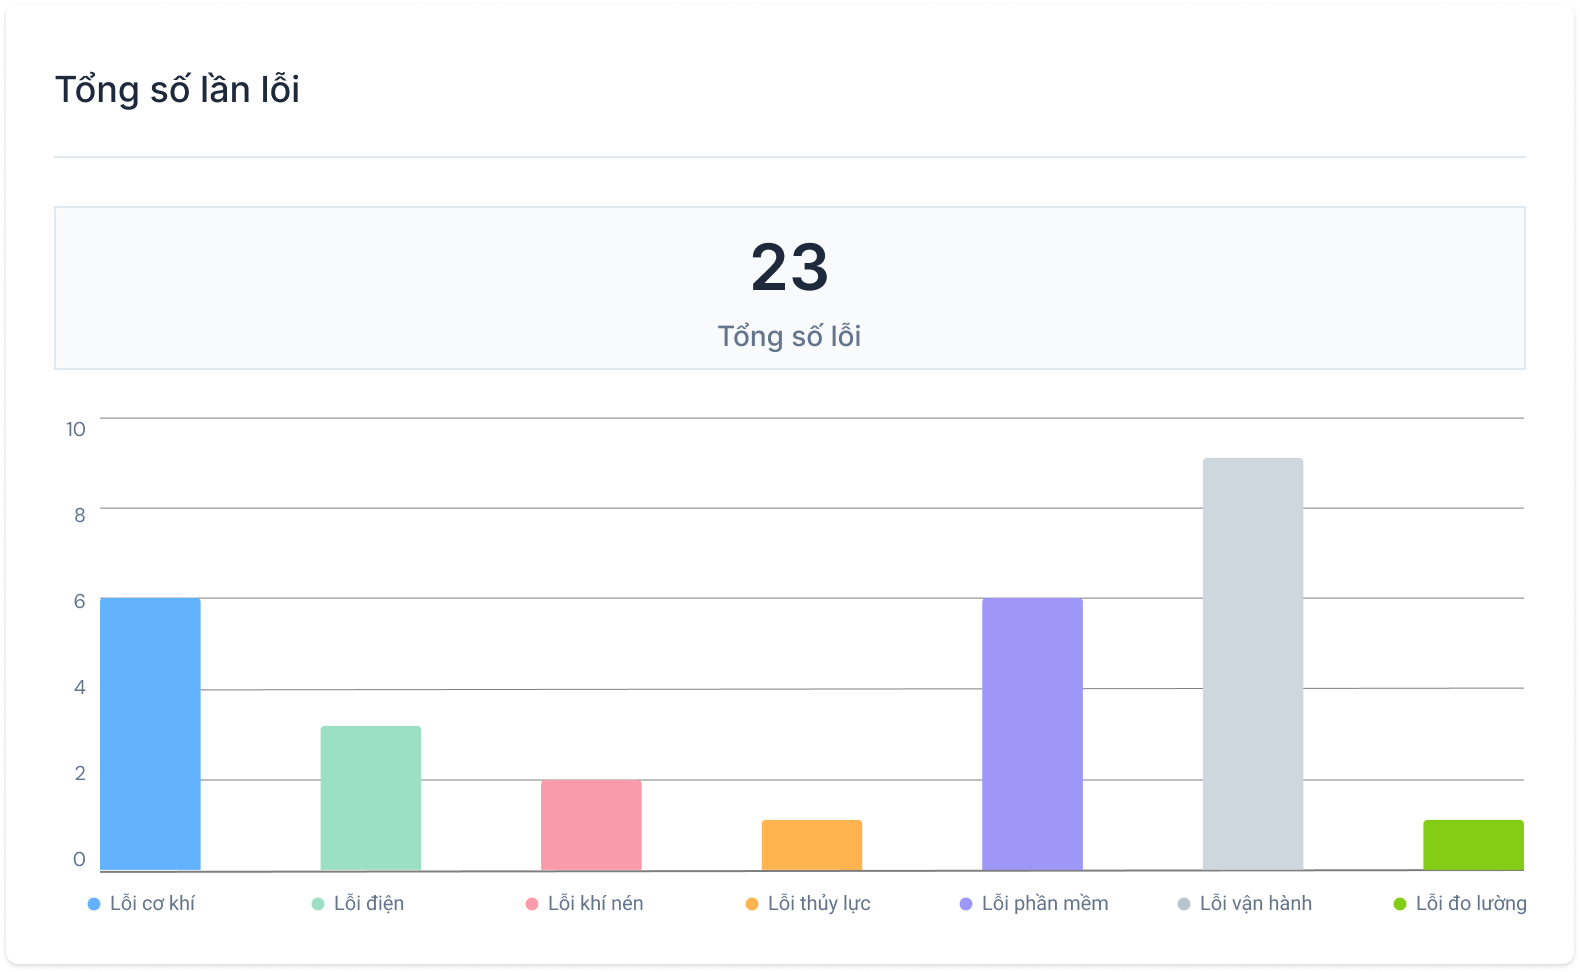 Tổng số lần lỗi
23
Tổng số lỗi
10
8
6
4
2
0
Lỗi cơ khí
Lỗi điện
Lỗi khí nén
Lỗi thủy lực
Lỗi phần mềm
Lỗi vận hành
Lỗi đo lường